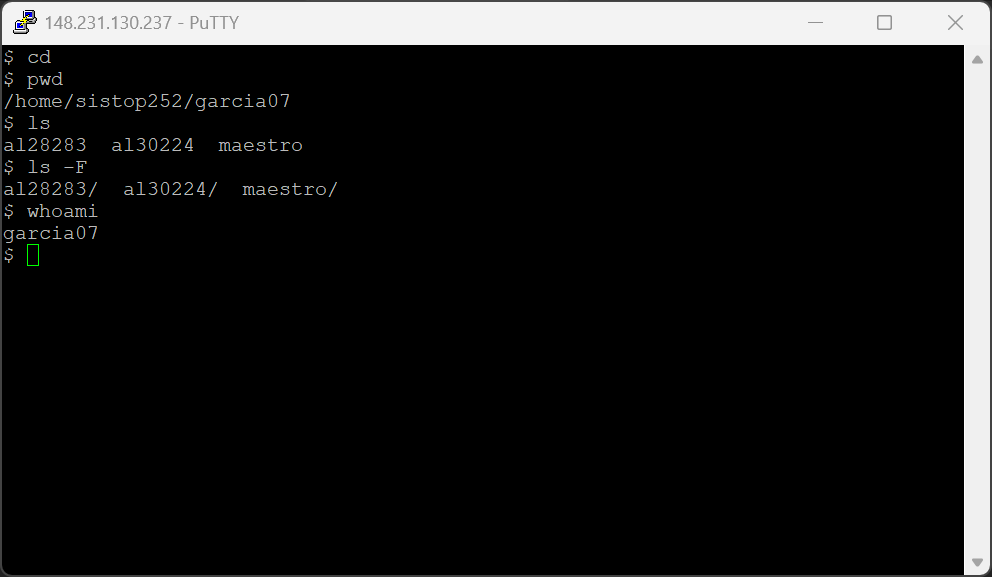 148.231.130.237 - PuTTY
$ cd
$ pwd
/home/sistop252/garcia07
$ ls
al28283  al30224  maestro
$ ls -F
al28283/  al30224/  maestro/
$ whoami
garcia07
$